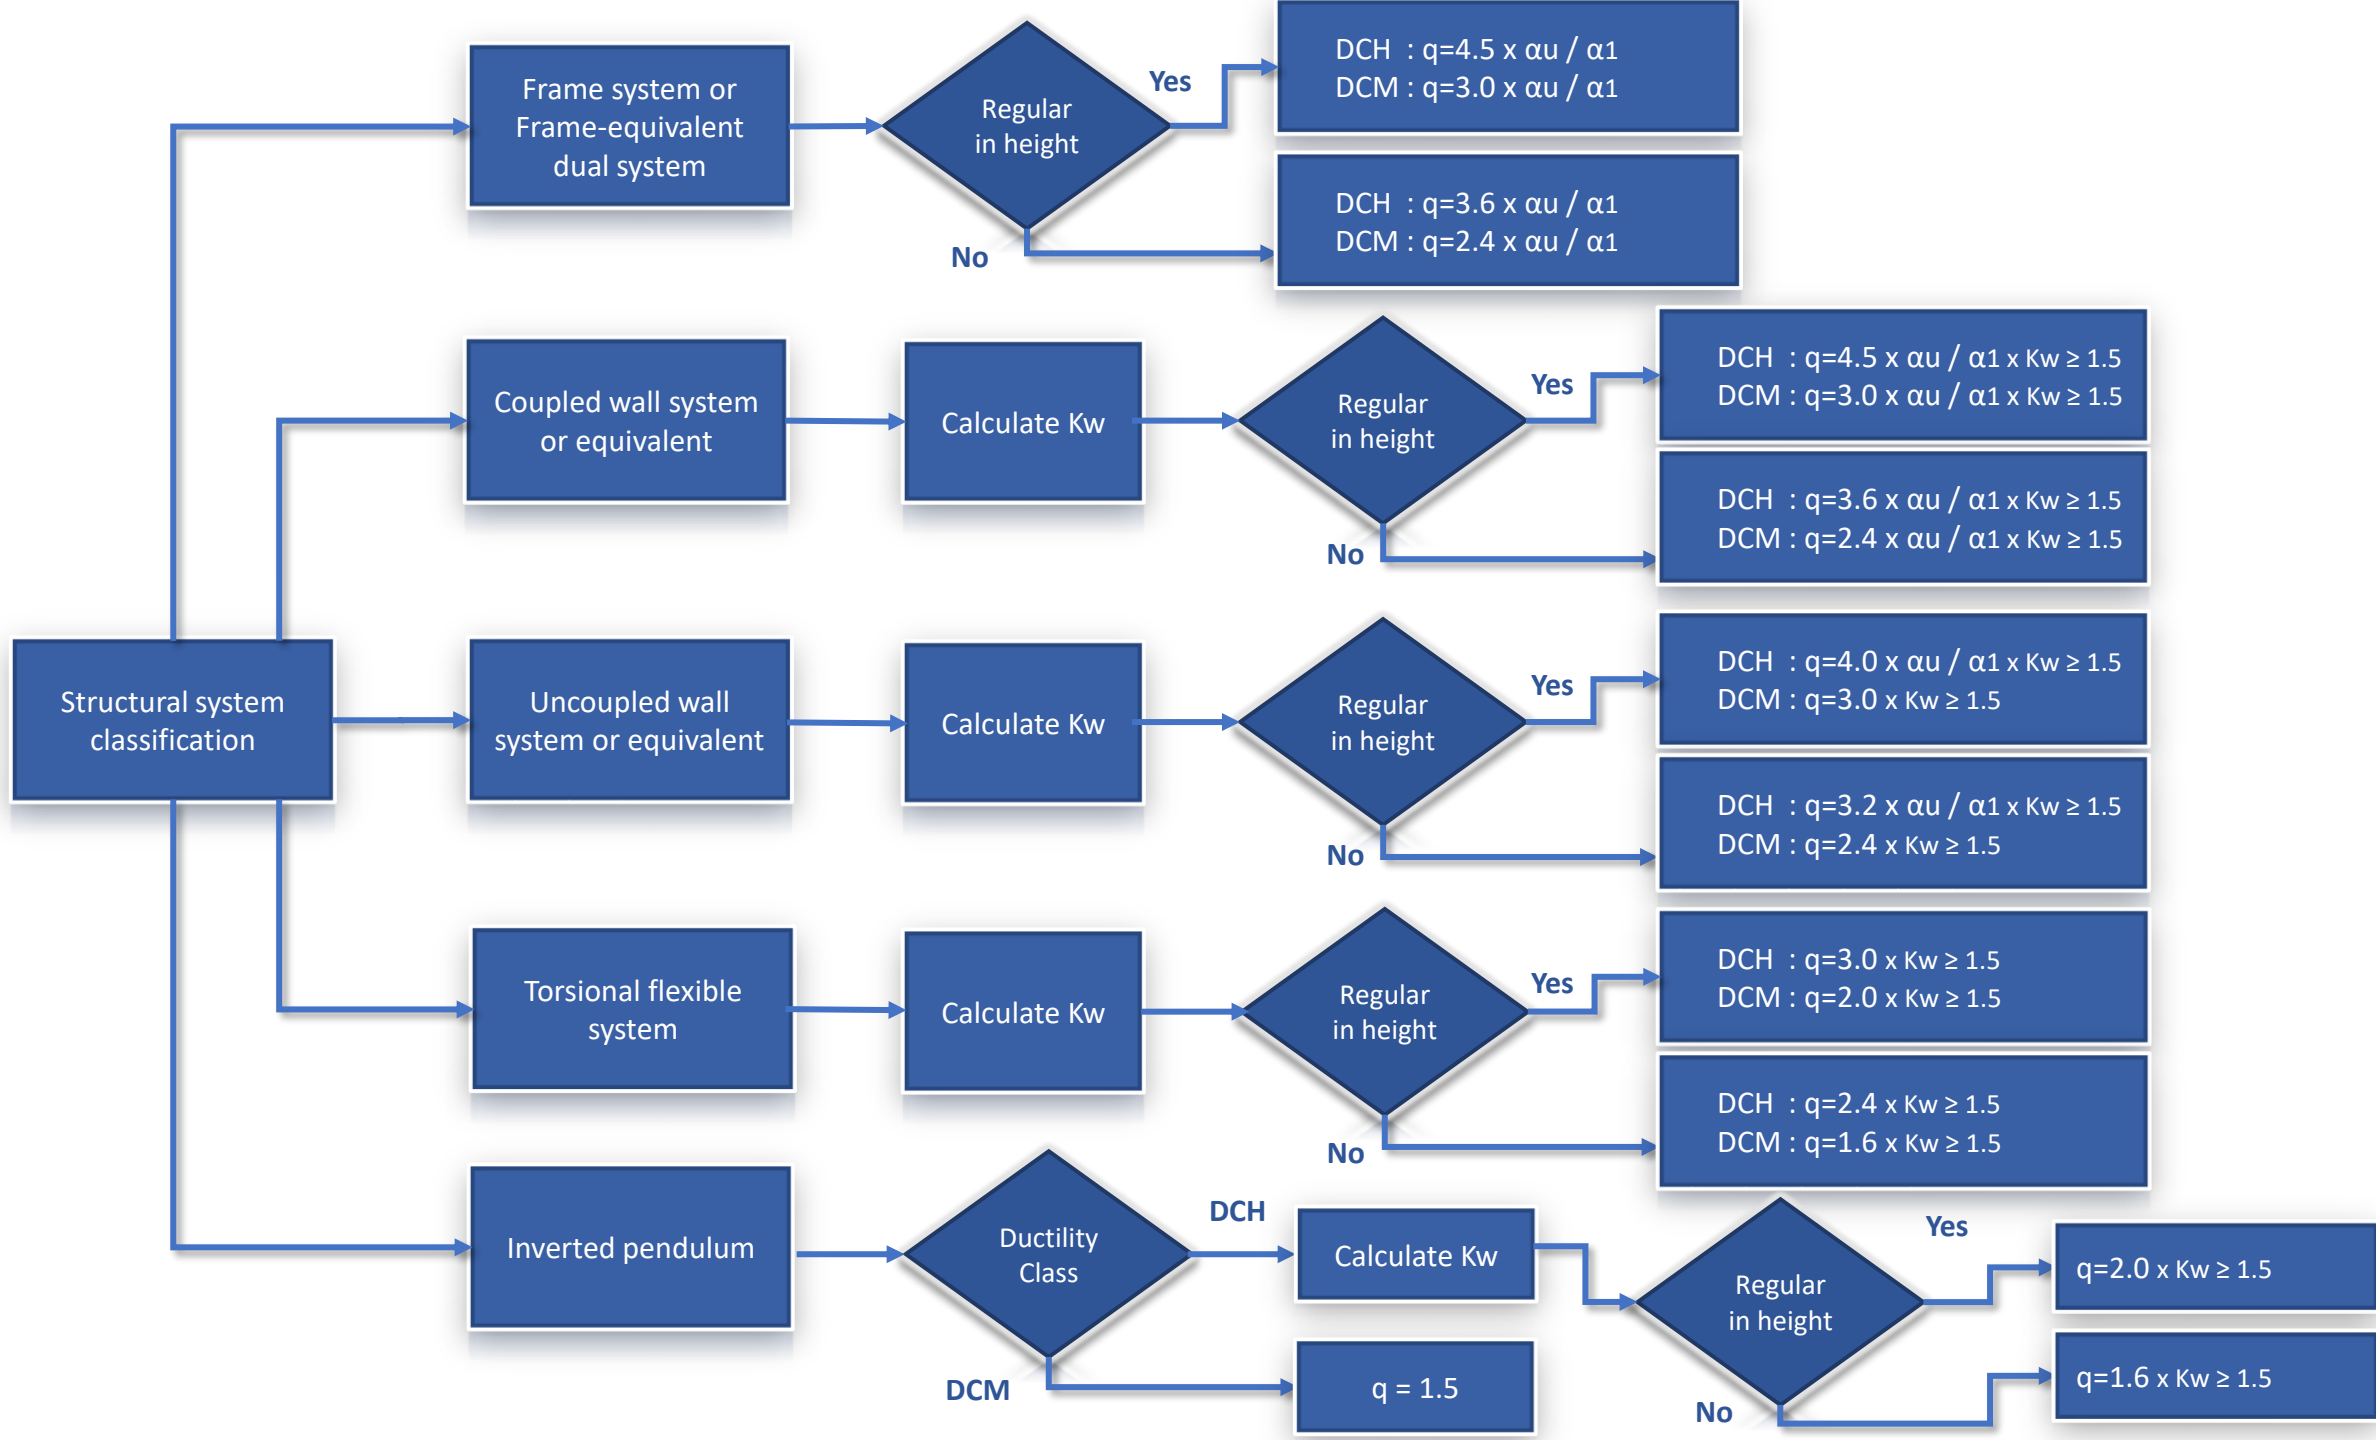 Frame system or
Frame-equivalent
dual system
Regular
in height
Yes
DCH : q=4.5 x αu / α1
DCM : q=3.0 x αu / α1
No
DCH : q=3.6 x αu / α1
DCM : q=2.4 x αu / α1
Coupled wall system
or equivalent
Calculate Kw
Regular
in height
Yes
DCH : q=4.5 x αu / α1 x Kw ≥ 1.5
DCM : q=3.0 x αu / α1 x Kw ≥ 1.5
No
DCH : q=3.6 x αu / α1 x Kw ≥ 1.5
DCM : q=2.4 x αu / α1 x Kw ≥ 1.5
Structural system
classification
Uncoupled wall
system or equivalent
Calculate Kw
Regular
in height
Yes
DCH : q=4.0 x αu / α1 x Kw ≥ 1.5
DCM : q=3.0 x Kw ≥ 1.5
No
DCH : q=3.2 x αu / α1 x Kw ≥ 1.5
DCM : q=2.4 x Kw ≥ 1.5
Torsional flexible
system
Calculate Kw
Regular
in height
Yes
DCH : q=3.0 x Kw ≥ 1.5
DCM : q=2.0 x Kw ≥ 1.5
No
DCH : q=2.4 x Kw ≥ 1.5
DCM : q=1.6 x Kw ≥ 1.5
Inverted pendulum
Ductility
Class
DCH
Calculate Kw
Regular
in height
Yes
q=2.0 x Kw ≥ 1.5
No
q=1.6 x Kw ≥ 1.5
DCM
q = 1.5